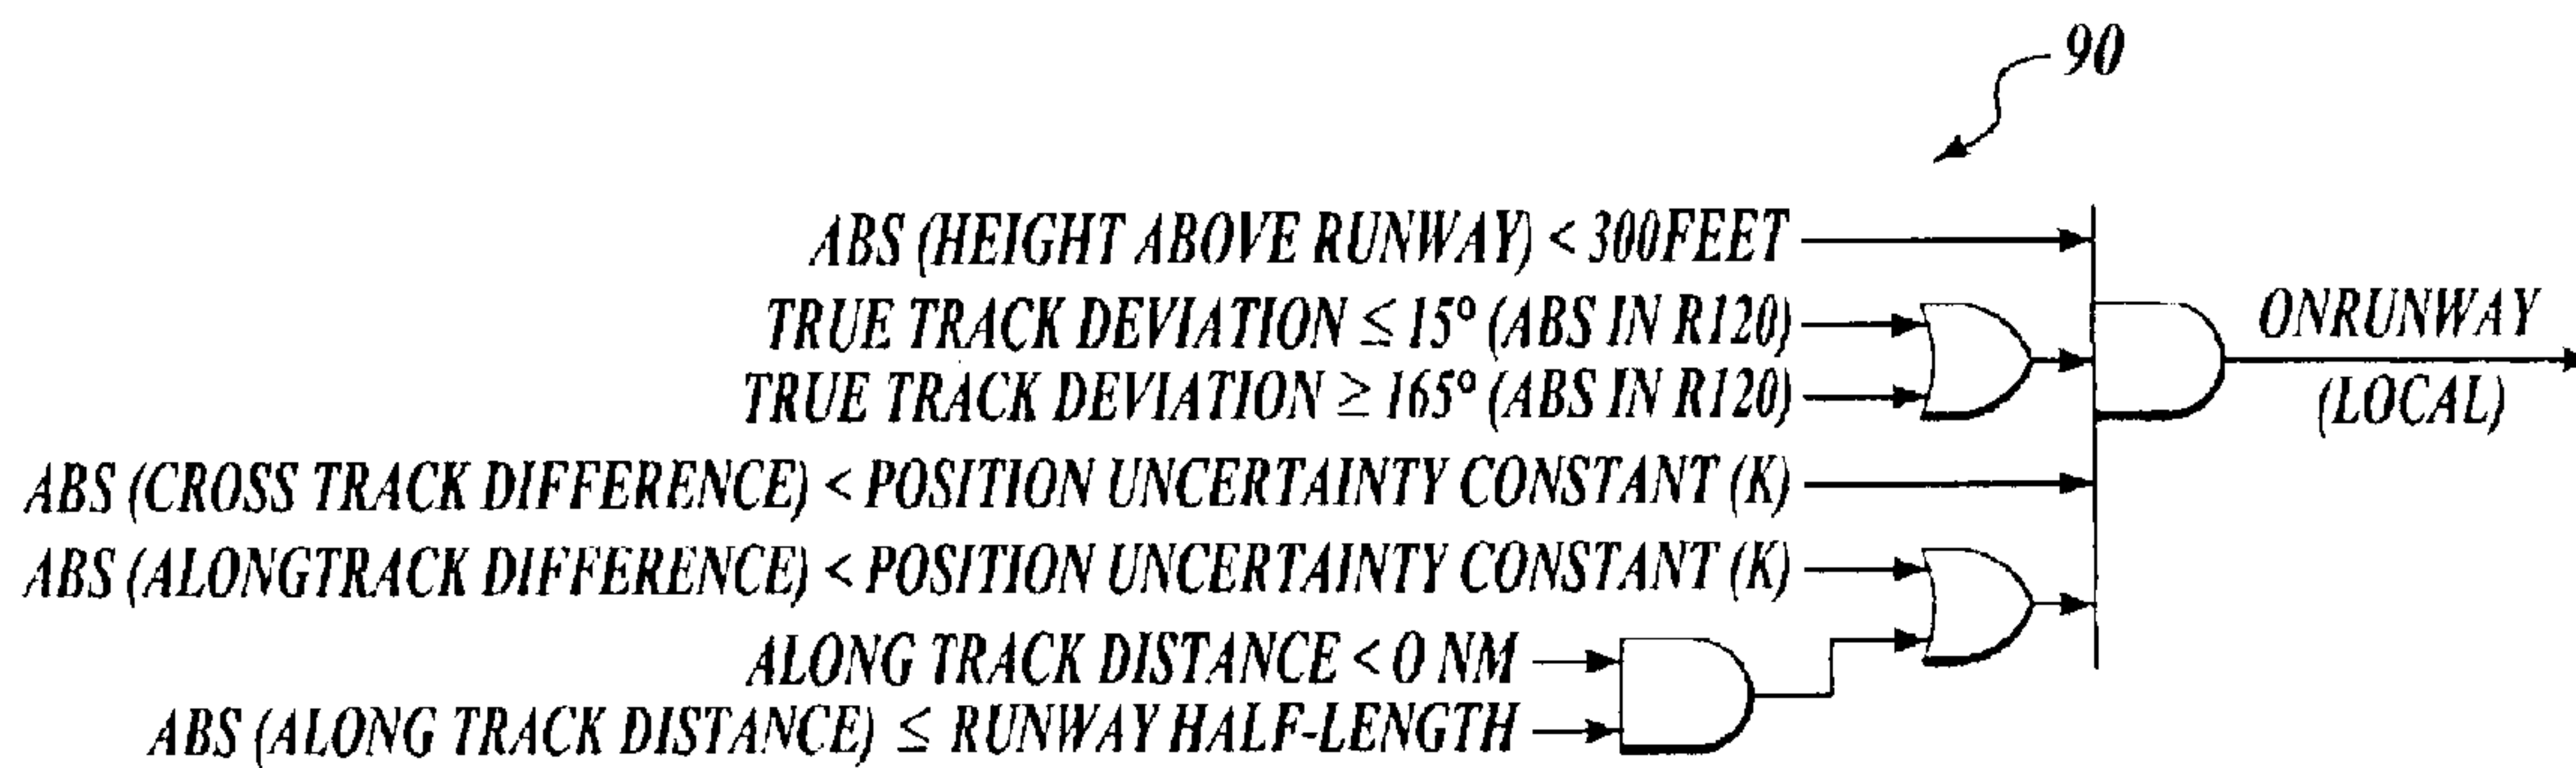 90
ABS (HEIGHT ABOVE RUNWAY) < 300FEET
TRUE TRACK DEVIATION ≤ 15° (ABS IN R120)
TRUE TRACK DEVIATION ≥ 165° (ABS IN R120)
ONRUNWAY
(LOCAL)
ABS (CROSS TRACK DIFFERENCE) < POSITION UNCERTAINTY CONSTANT (K)
ABS (ALONGTRACK DIFFERENCE) < POSITION UNCERTAINTY CONSTANT (K)
ALONG TRACK DISTANCE < 0 NM
ABS (ALONG TRACK DISTANCE) ≤ RUNWAY HALF-LENGTH